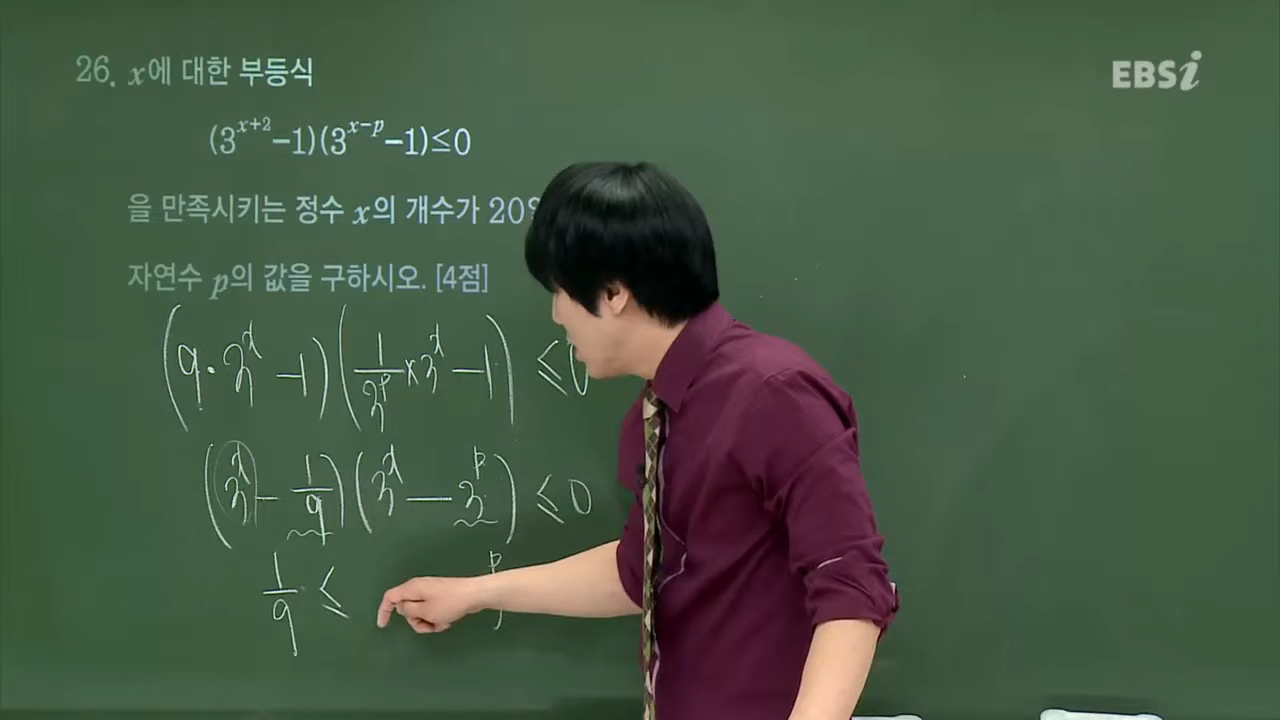 EBSi
26. x에 대한 부등식
(3^{x+2}-1)(3^{x-p}-1)≤0
을 만족시키는 정수 x의 개수가 20
자연수 p의 값을 구하시오. [4점]
(9·3^x -1)(1/3^p × 3^x -1) ≤0
(3^x - 1/9)(3^x - 3^p) ≤0
1/9 ≤